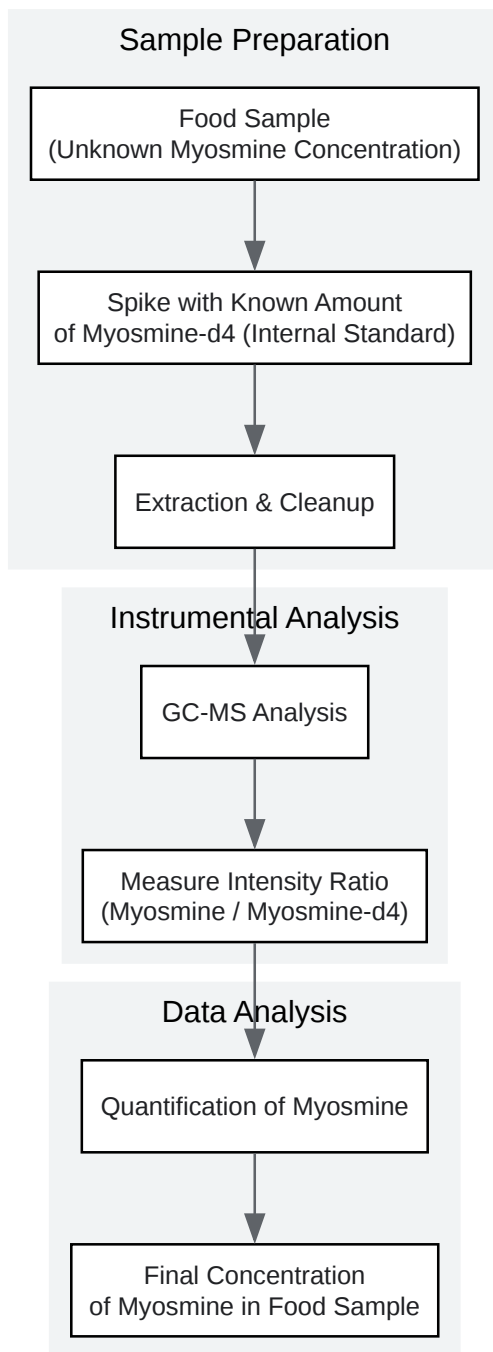 Sample Preparation
Food Sample
(Unknown Myosmine Concentration)
Spike with Known Amount
of Myosmine-d4 (Internal Standard)
Extraction & Cleanup
Instrumental Analysis
GC-MS Analysis
Measure Intensity Ratio
(Myosmine / Myosmine-d4)
Data Analysis
Quantification of Myosmine
Final Concentration
of Myosmine in Food Sample